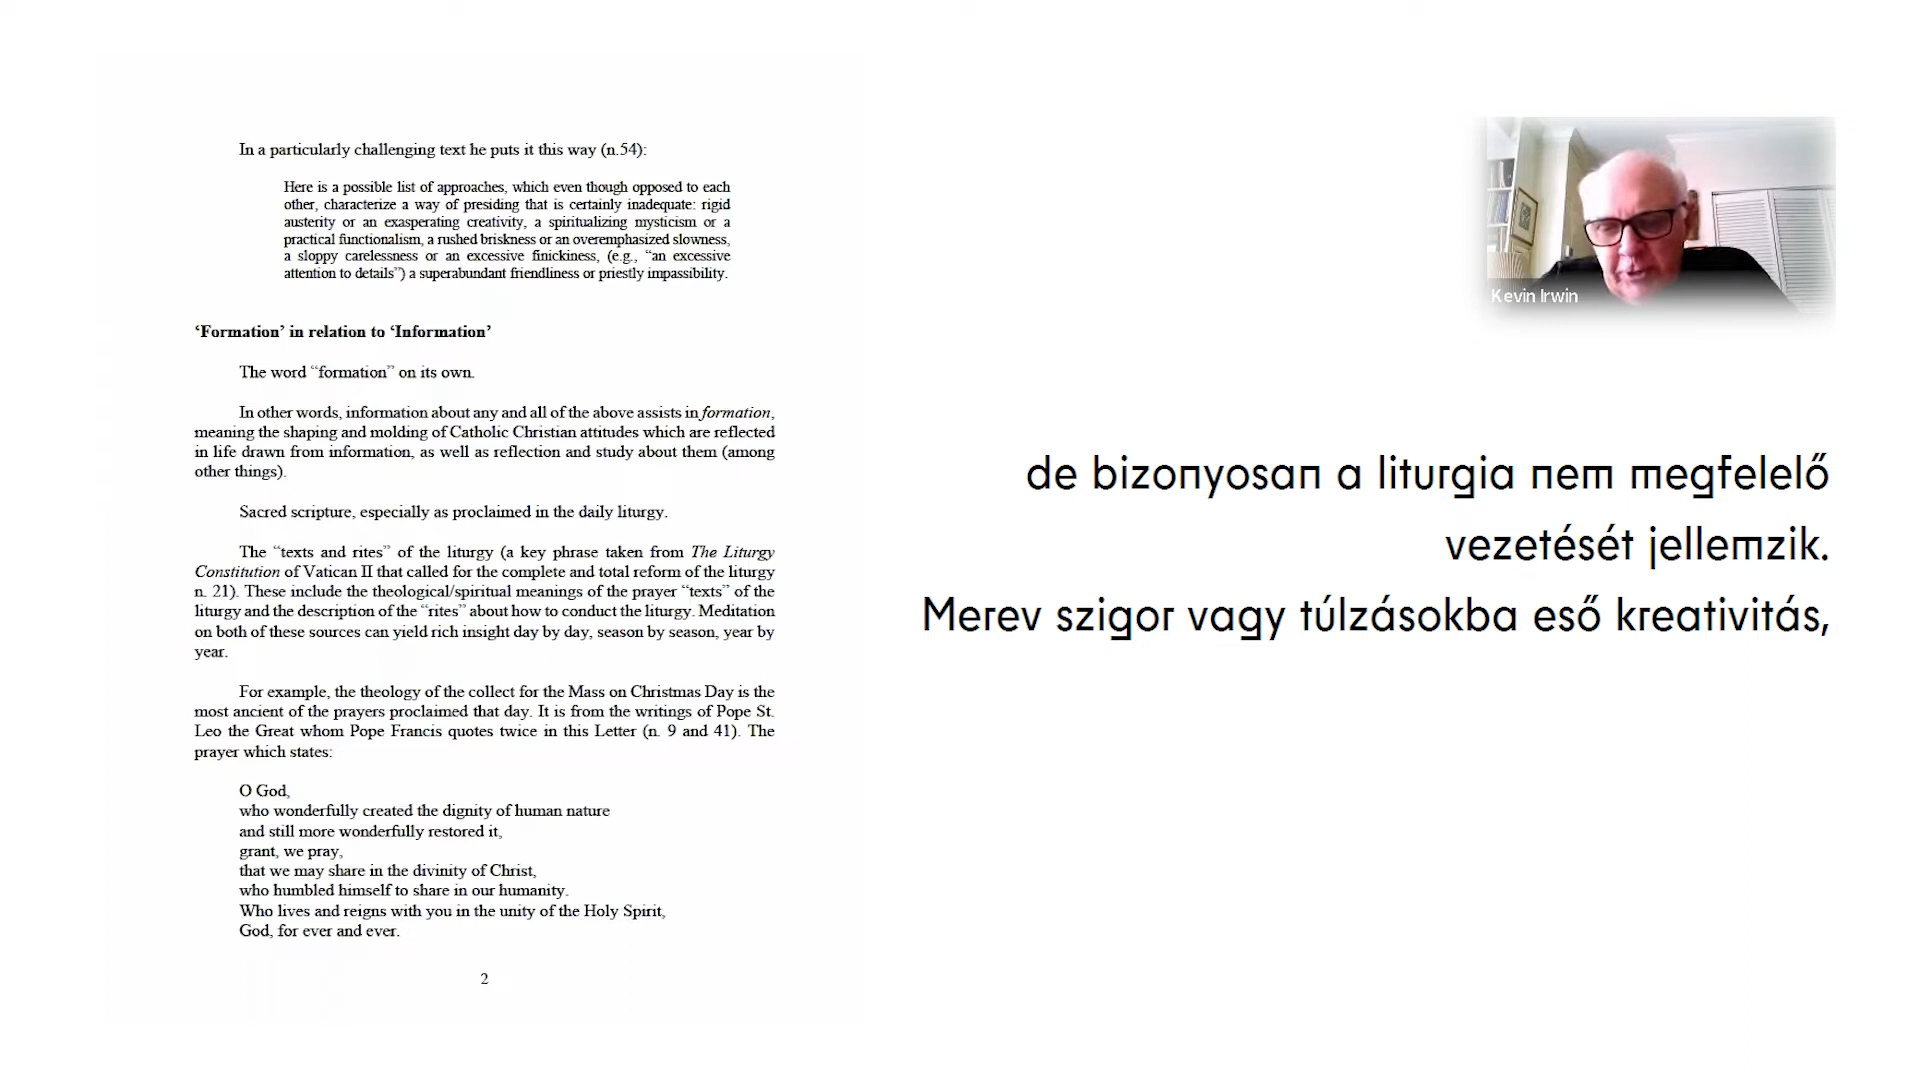 In a particularly challenging text he puts it this way (n.54):
Here is a possible list of approaches, which even though opposed to each
other, characterize a way of presiding that is certainly inadequate: rigid
austerity or an exasperating creativity, a spiritualizing mysticism or a
practical functionalism, a rushed briskness or an overemphasized slowness,
a sloppy carelessness or an excessive finickiness, (e.g., “an excessive
attention to details”) a superabundant friendliness or priestly impassibility.
‘Formation’ in relation to ‘Information’
The word “formation” on its own.
In other words, information about any and all of the above assists in formation,
meaning the shaping and molding of Catholic Christian attitudes which are reflected
in life drawn from information, as well as reflection and study about them (among
other things).
Sacred scripture, especially as proclaimed in the daily liturgy.
The “texts and rites” of the liturgy (a key phrase taken from The Liturgy
Constitution of Vatican II that called for the complete and total reform of the liturgy
n. 21). These include the theological/spiritual meanings of the prayer “texts” of the
liturgy and the description of the “rites” about how to conduct the liturgy. Meditation
on both of these sources can yield rich insight day by day, season by season, year by
year.
For example, the theology of the collect for the Mass on Christmas Day is the
most ancient of the prayers proclaimed that day. It is from the writings of Pope St.
Leo the Great whom Pope Francis quotes twice in this Letter (n. 9 and 41). The
prayer which states:
O God,
who wonderfully created the dignity of human nature
and still more wonderfully restored it,
grant, we pray,
that we may share in the divinity of Christ,
who humbled himself to share in our humanity.
Who lives and reigns with you in the unity of the Holy Spirit,
God, for ever and ever.
2
Kevin Irwin
de bizonyosan a liturgia nem megfelelő
vezetését jellemzik.
Merev szigor vagy túlzásokba eső kreativitás,